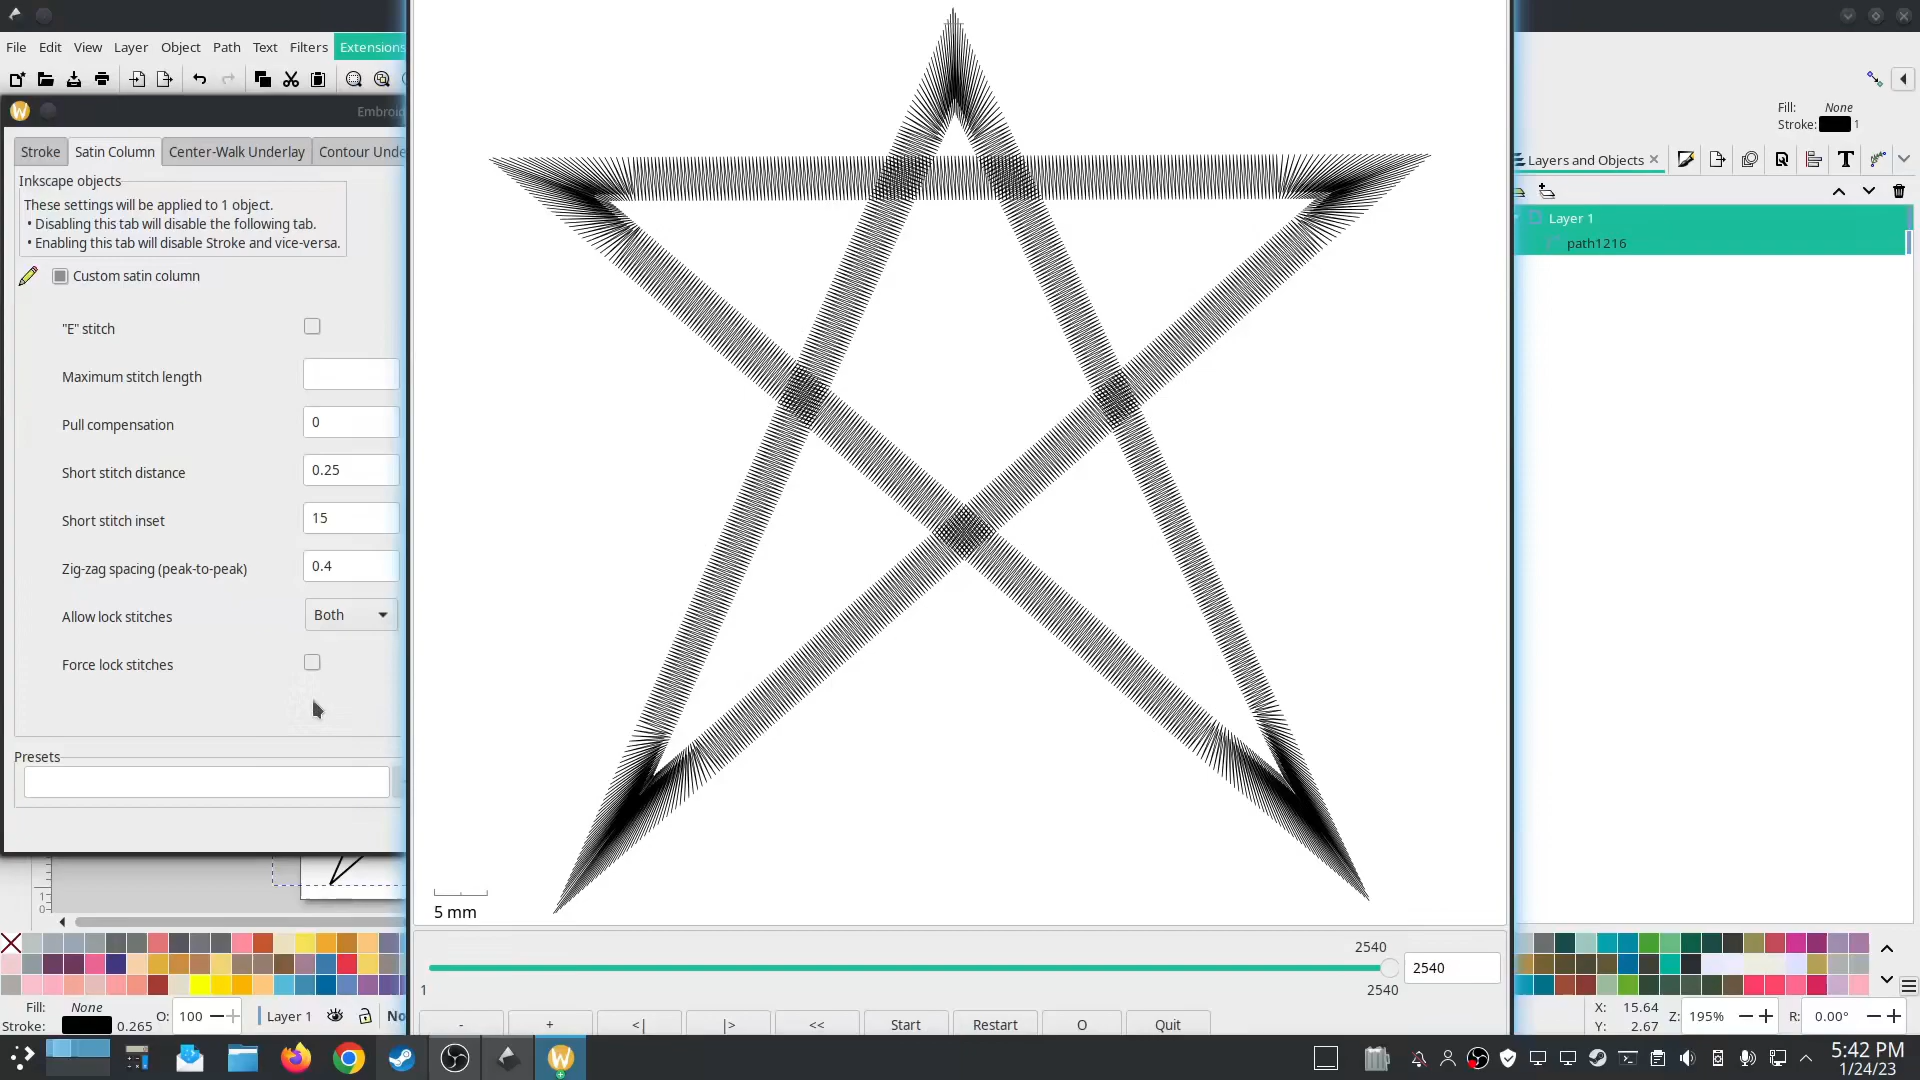 File Edit View Layer Object Path Text Filters Extensions
Stroke Satin Column Center-Walk Underlay Contour Unde
Inkscape objects
These settings will be applied to 1 object.
• Disabling this tab will disable the following tab.
• Enabling this tab will disable Stroke and vice-versa.
Custom satin column
"E" stitch
Maximum stitch length
Pull compensation 0
Short stitch distance 0.25
Short stitch inset 15
Zig-zag spacing (peak-to-peak) 0.4
Allow lock stitches Both
Force lock stitches
Presets
5 mm
2540
2540
1
2540
- + <| |> << Start Restart O Quit
Fill: None
Stroke: 1
Layers and Objects
Layer 1
path1216
Fill: None
Stroke: 0.265
O: 100
Layer 1
No
X: 15.64
Y: 2.67
Z: 195%
R: 0.00°
5:42 PM
1/24/23